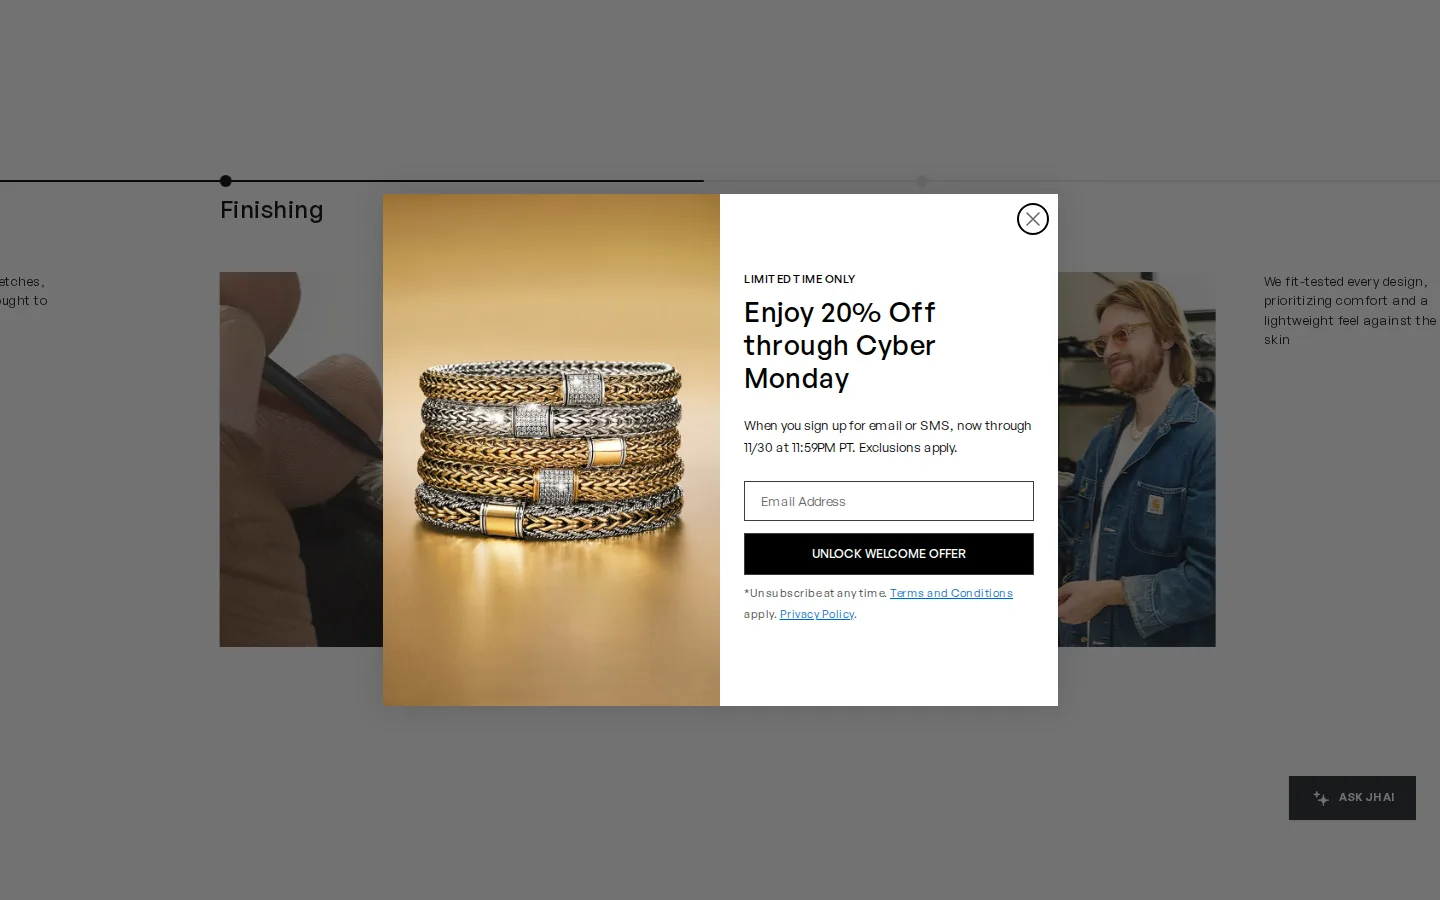 Finishing
etches,
ought to
We fit-tested every design,
prioritizing comfort and a
lightweight feel against the
skin
LIMITED TIME ONLY
Enjoy 20% Off
through Cyber
Monday
When you sign up for email or SMS, now through
11/30 at 11:59PM PT. Exclusions apply.
Email Address
UNLOCK WELCOME OFFER
*Unsubscribe at any time. Terms and Conditions
apply. Privacy Policy.
ASK JHAI